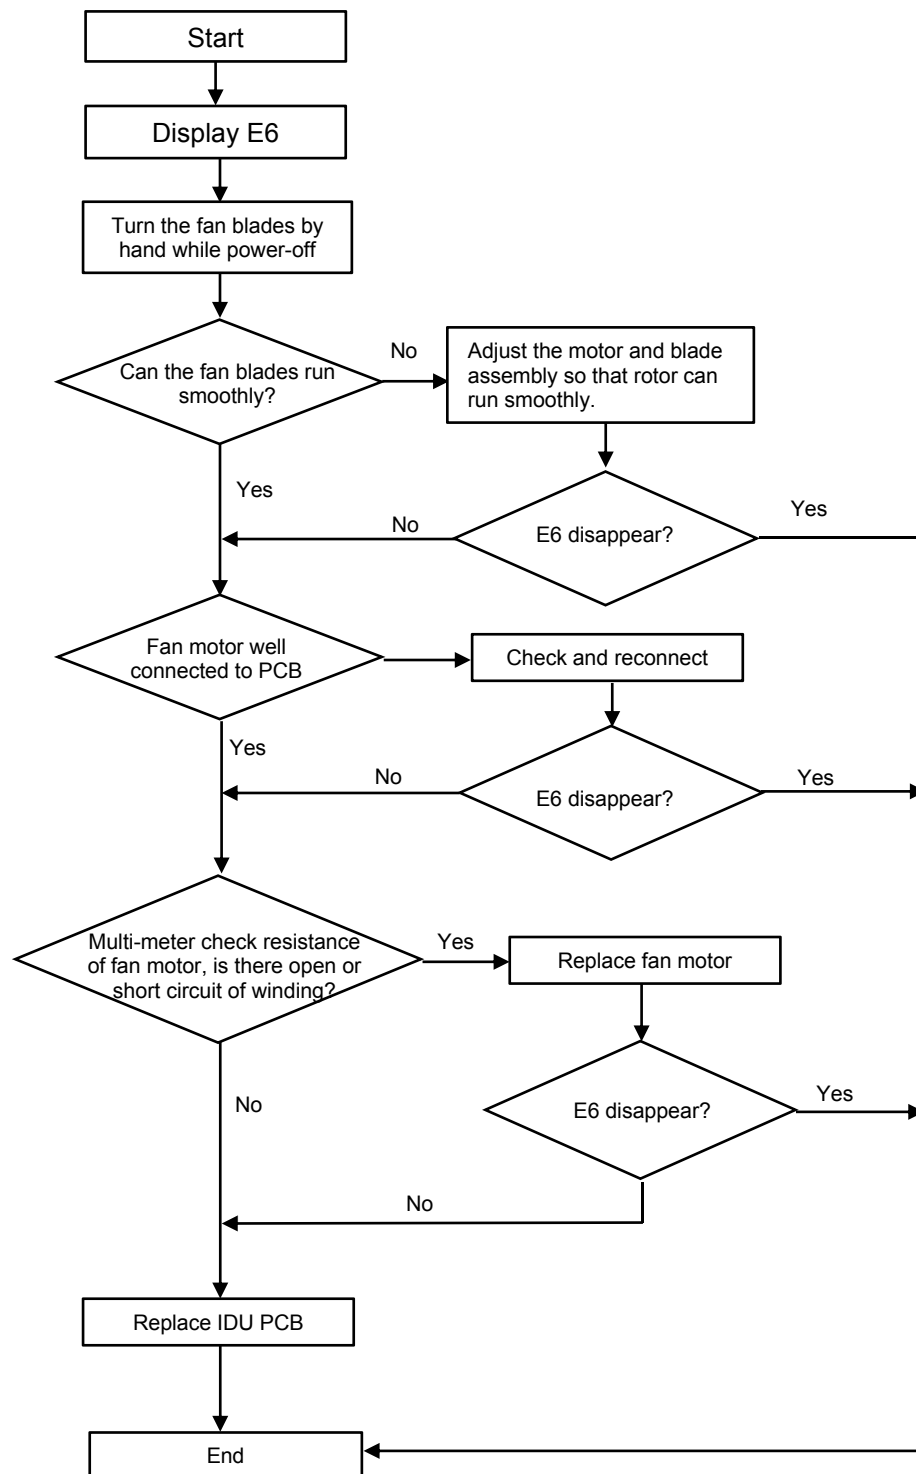 Start
Display E6
Turn the fan blades by
hand while power-off
Can the fan blades run
smoothly?
No
Adjust the motor and blade
assembly so that rotor can
run smoothly.
Yes
No
E6 disappear?
Yes
Fan motor well
connected to PCB
Check and reconnect
Yes
No
E6 disappear?
Yes
Multi-meter check resistance
of fan motor, is there open or
short circuit of winding?
Yes
Replace fan motor
No
E6 disappear?
Yes
No
Replace IDU PCB
End